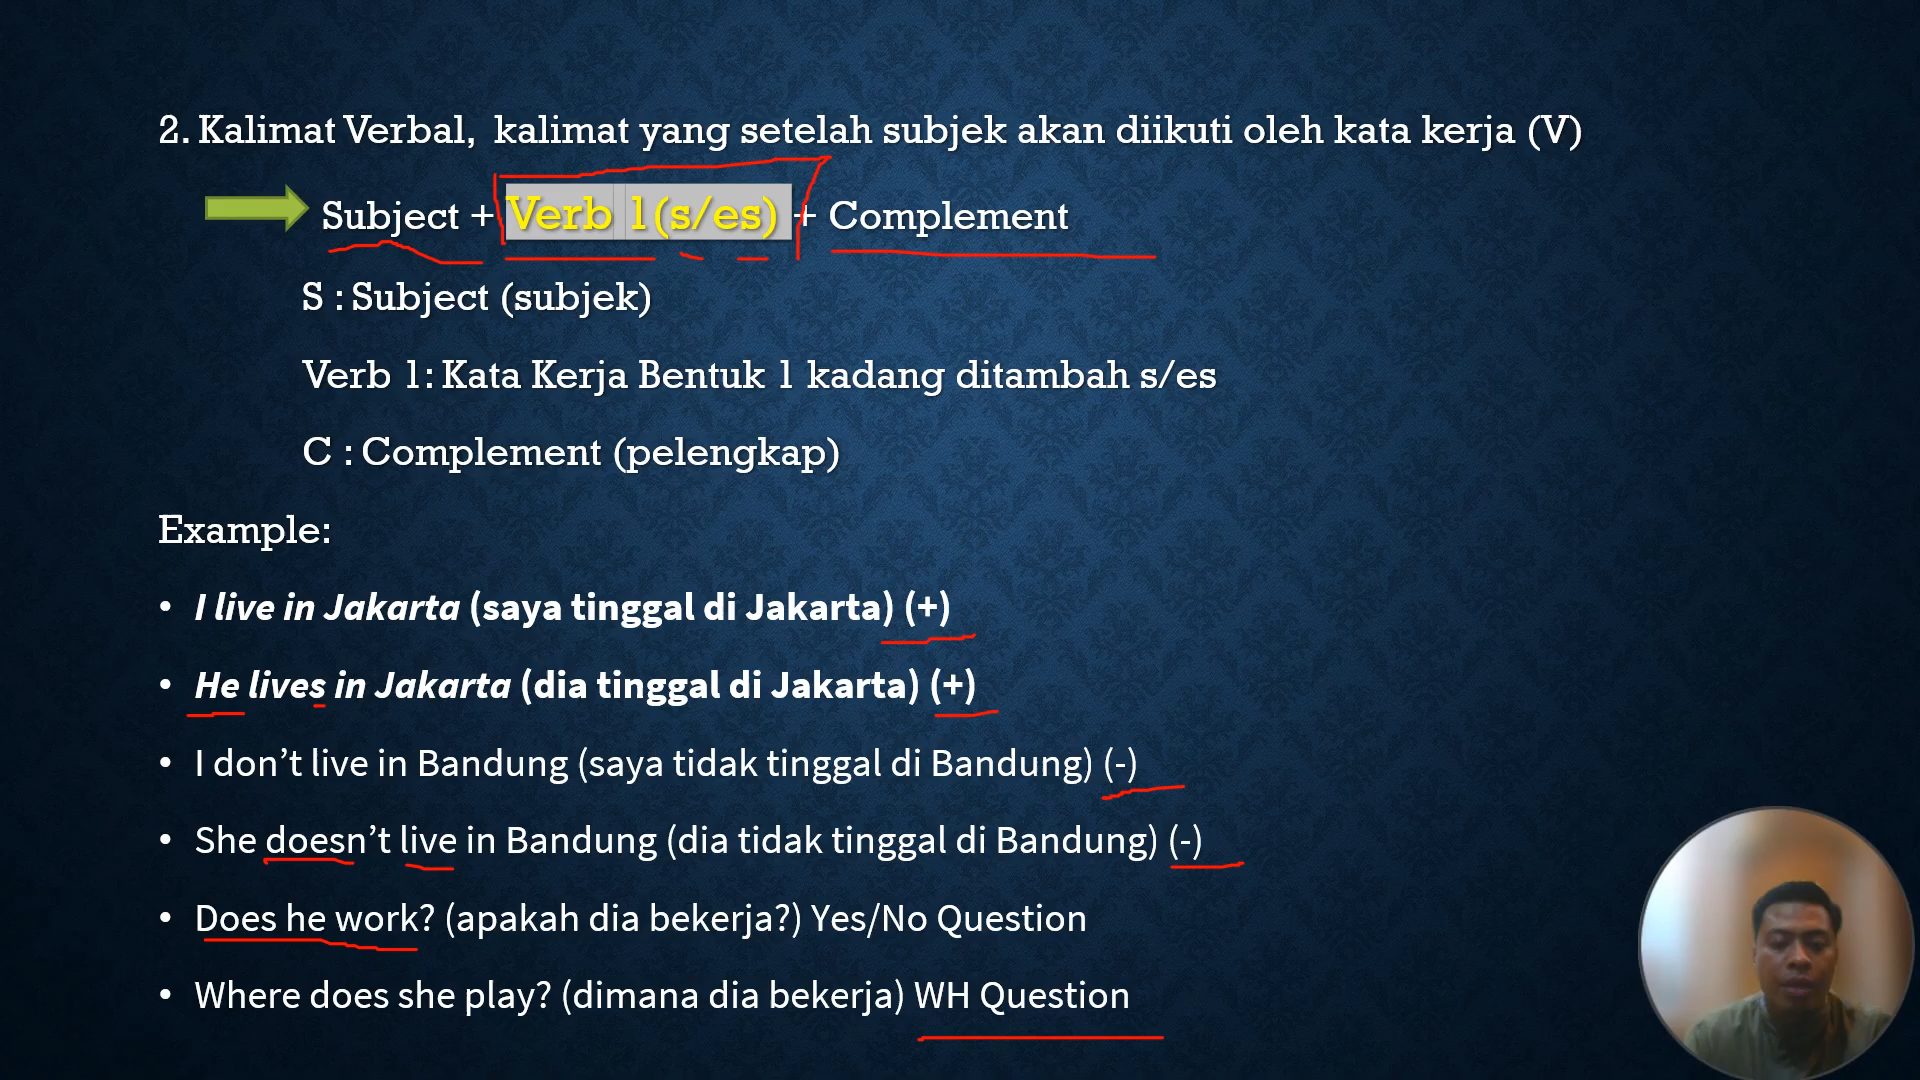 2. Kalimat Verbal, kalimat yang setelah subjek akan diikuti oleh kata kerja (V)
Subject + Verb 1(s/es) + Complement
S : Subject (subjek)
Verb 1: Kata Kerja Bentuk 1 kadang ditambah s/es
C : Complement (pelengkap)
Example:
• I live in Jakarta (saya tinggal di Jakarta) (+)
• He lives in Jakarta (dia tinggal di Jakarta) (+)
• I don’t live in Bandung (saya tidak tinggal di Bandung) (-)
• She doesn’t live in Bandung (dia tidak tinggal di Bandung) (-)
• Does he work? (apakah dia bekerja?) Yes/No Question
• Where does she play? (dimana dia bekerja) WH Question